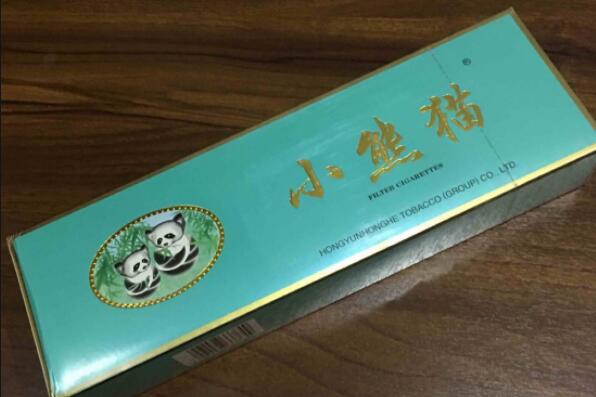 小熊猫®
FILTER CIGARETTES
HONGYUNHONGHE TOBACCO (GROUP) CO., LTD.